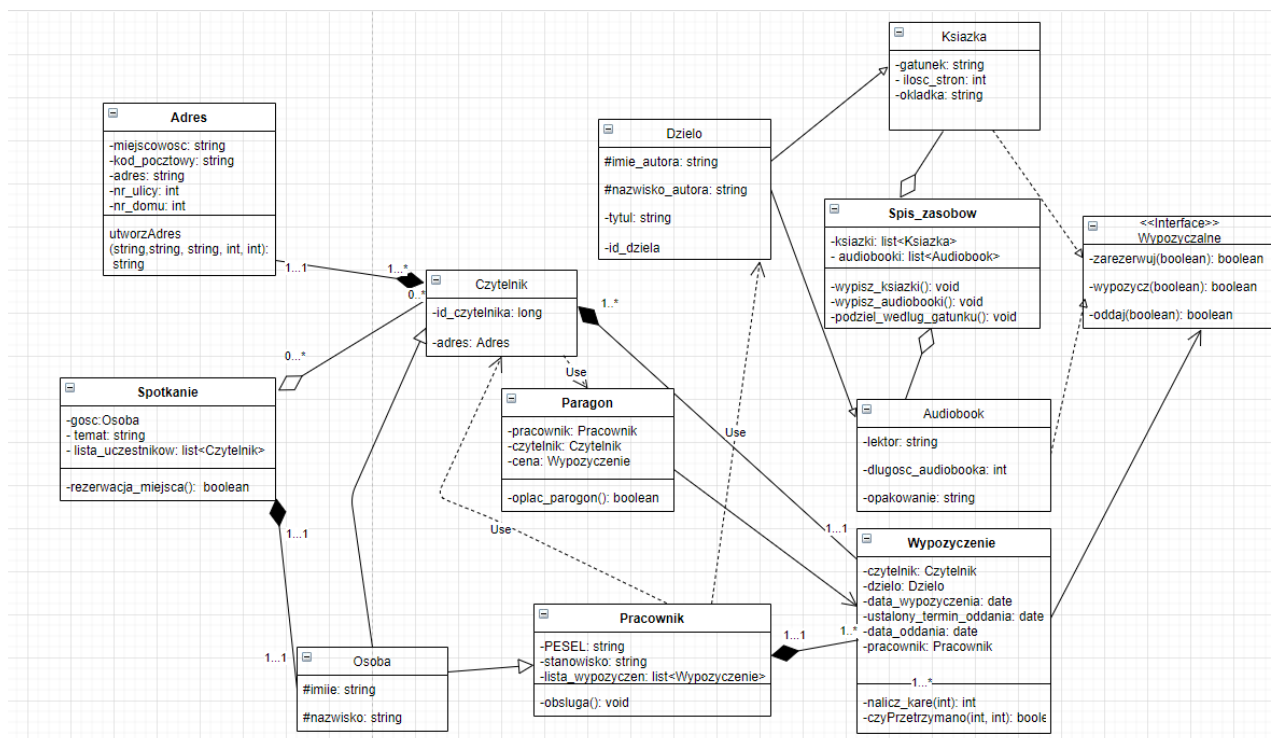 Ksiazka
-gatunek: string
- ilosc_stron: int
-okladka: string
Adres
-miejscowosc: string
-kod_pocztowy: string
-adres: string
-nr_ulicy: int
-nr_domu: int
utworzAdres
(string,string, string, int, int):
string
Dzielo
#imie_autora: string
#nazwisko_autora: string
-tytul: string
-id_dziela
Spis_zasobow
-ksiazki: list<Ksiazka>
- audiobooki: list<Audiobook>
-wypisz_ksiazki(): void
-wypisz_audiobooki(): void
-podziel_wedlug_gatunku(): void
<<Interface>>
Wypozyczalne
-zarezerwuj(boolean): boolean
-wypozycz(boolean): boolean
-oddaj(boolean): boolean
1...1
1...*
0..*
Czytelnik
-id_czytelnika: long
-adres: Adres
1..*
0...*
Use
Spotkanie
-gosc:Osoba
- temat: string
- lista_uczestnikow: list<Czytelnik>
-rezerwacja_miejsca(): boolean
Paragon
-pracownik: Pracownik
-czytelnik: Czytelnik
-cena: Wypozyczenie
-oplac_parogon(): boolean
Use
Audiobook
-lektor: string
-dlugosc_audiobooka: int
-opakowanie: string
1...1
Use
1...1
Wypozyczenie
-czytelnik: Czytelnik
-dzielo: Dzielo
-data_wypozyczenia: date
-ustalony_termin_oddania: date
-data_oddania: date
-pracownik: Pracownik
1...*
-nalicz_kare(int): int
-czyPrzetrzymano(int, int): boole
Pracownik
-PESEL: string
-stanowisko: string
-lista_wypozyczen: list<Wypozyczenie>
-obsluga(): void
1...1
1..*
1...1
Osoba
#imiie: string
#nazwisko: string